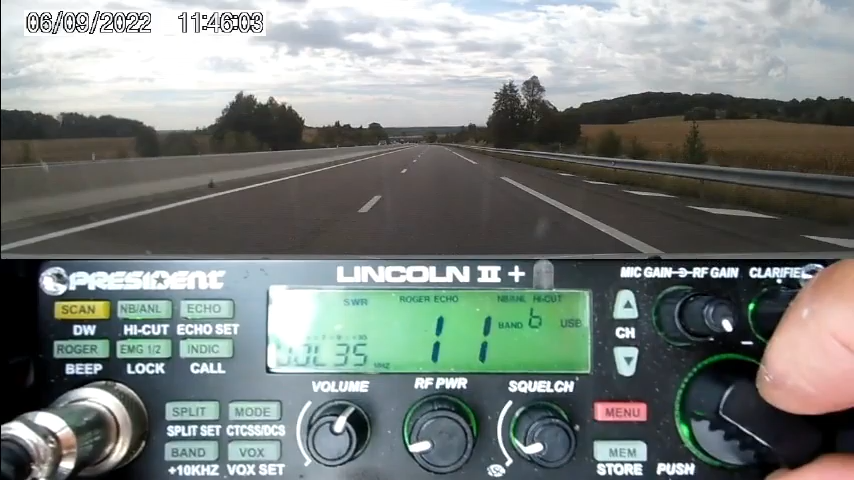 06/09/2022 11:46:03
PRESIDENT LINCOLN II + MIC GAIN RF GAIN CLARIFIER
SCAN NB/ANL ECHO
DW HI-CUT ECHO SET
ROGER EMG 1/2 INDIC
BEEP LOCK CALL
SWR ROGER ECHO NB/ANL HI-CUT
11 BAND b USB
CH
VOLUME RF PWR SQUELCH
SPLIT MODE
SPLIT SET CTCSS/DCS
BAND VOX
+10KHZ VOX SET
MENU
MEM
STORE PUSH